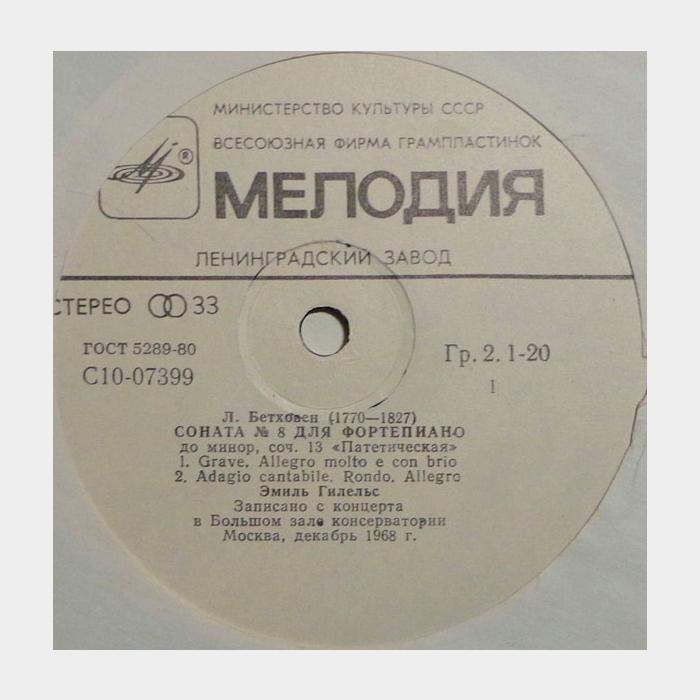 МИНИСТЕРСТВО КУЛЬТУРЫ СССР
ВСЕСОЮЗНАЯ ФИРМА ГРАМПЛАСТИНОК
®
МЕЛОДИЯ
ЛЕНИНГРАДСКИЙ ЗАВОД
СТЕРЕО 33
ГОСТ 5289-80
С10-07399
Гр. 2. 1-20
1
Л. Бетховен (1770—1827)
СОНАТА № 8 ДЛЯ ФОРТЕПИАНО
до минор, соч. 13 «Патетическая»
1. Grave. Allegro molto e con brio
2. Adagio cantabile. Rondo. Allegro
Эмиль Гилельс
Записано с концерта
в Большом зале консерватории
Москва, декабрь 1968 г.